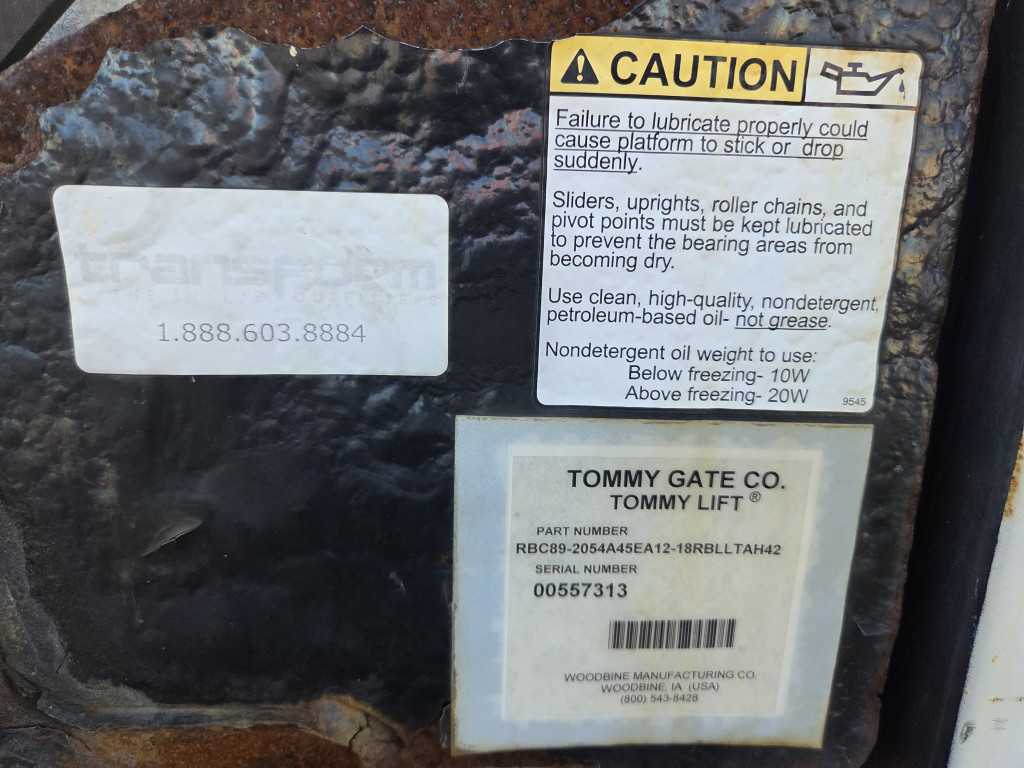 CAUTION
Failure to lubricate properly could
cause platform to stick or drop
suddenly.
Sliders, uprights, roller chains, and
pivot points must be kept lubricated
to prevent the bearing areas from
becoming dry.
Use clean, high-quality, nondetergent,
petroleum-based oil- not grease.
Nondetergent oil weight to use:
Below freezing- 10W
Above freezing- 20W
9545
1.888.603.8884
TOMMY GATE CO.
TOMMY LIFT ®
PART NUMBER
RBC89-2054A45EA12-18RBLLTAH42
SERIAL NUMBER
00557313
WOODBINE MANUFACTURING CO.
WOODBINE, IA (USA)
(800) 543-8428